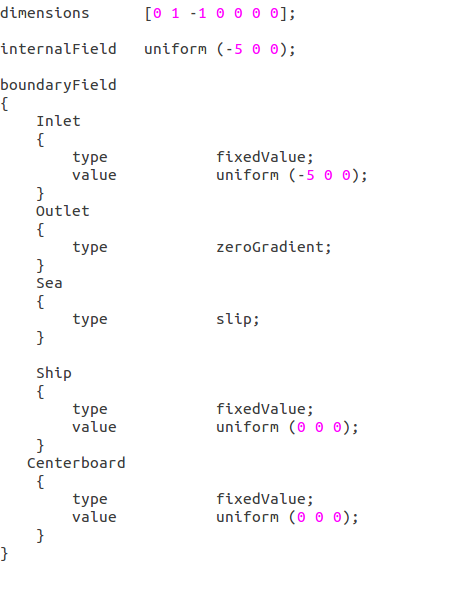 dimensions      [0 1 -1 0 0 0 0];
internalField   uniform (-5 0 0);
boundaryField
{
    Inlet
    {
        type            fixedValue;
        value           uniform (-5 0 0);
    }
    Outlet
    {
        type            zeroGradient;
    }
    Sea
    {
        type            slip;
    }
    Ship
    {
        type            fixedValue;
        value           uniform (0 0 0);
    }
   Centerboard
    {
        type            fixedValue;
        value           uniform (0 0 0);
    }
}